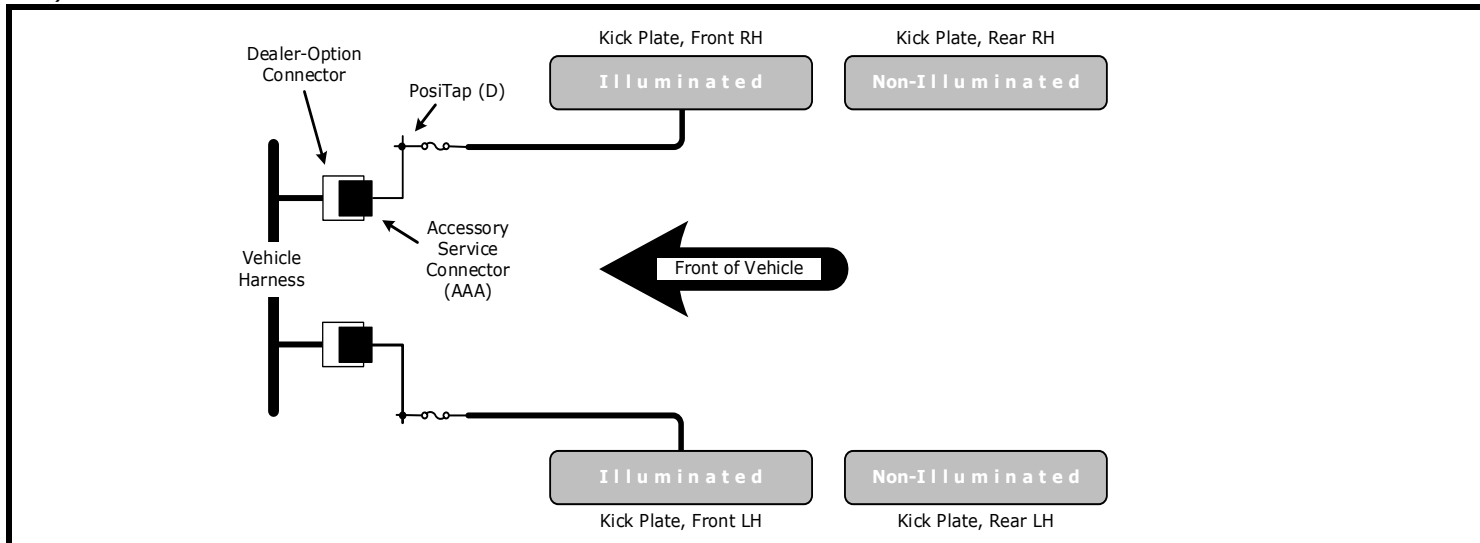 Kick Plate, Front RH
Kick Plate, Rear RH
Dealer-Option
Connector
Illuminated
Non-Illuminated
PosiTap (D)
Accessory
Service
Connector
(AAA)
Vehicle
Harness
Front of Vehicle
Illuminated
Non-Illuminated
Kick Plate, Front LH
Kick Plate, Rear LH